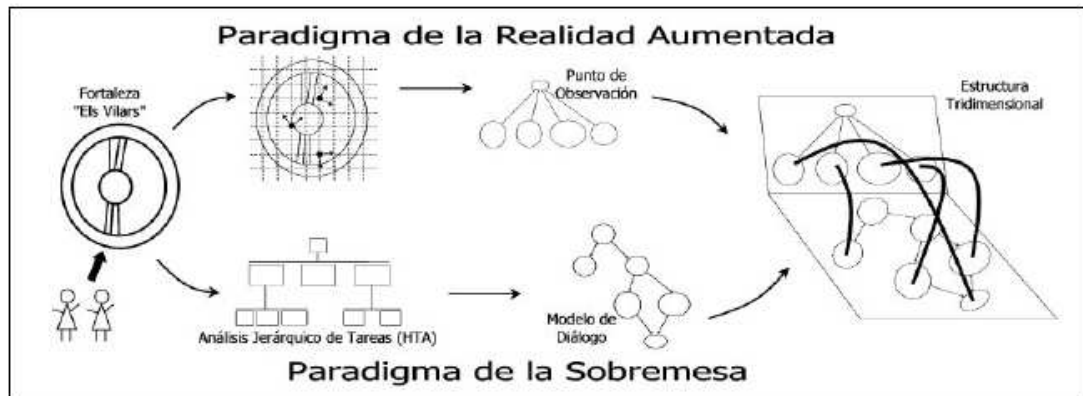 Paradigma de la Realidad Aumentada
Fortaleza
"Els Vilars"
Punto de
Observación
Estructura
Tridimensional
Análisis Jerárquico de Tareas (HTA)
Modelo de
Diálogo
Paradigma de la Sobremesa